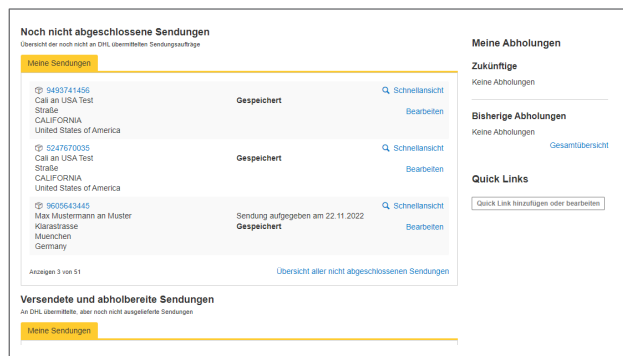 Noch nicht abgeschlossene Sendungen
Übersicht der noch nicht an DHL übermittelten Sendungsaufträge
Meine Sendungen
9493741456
Schnellansicht
Cali an USA Test
Gespeichert
Straße
Bearbeiten
CALIFORNIA
United States of America
5247670035
Schnellansicht
Cali an USA Test
Gespeichert
Straße
Bearbeiten
CALIFORNIA
United States of America
9605643445
Schnellansicht
Max Mustermann an Muster
Sendung aufgegeben am 22.11.2022
Klarastrasse
Gespeichert
Bearbeiten
Muenchen
Germany
Anzeigen 3 von 51
Übersicht aller nicht abgeschlossenen Sendungen
Versendete und abholbereite Sendungen
An DHL übermittelte, aber noch nicht ausgelieferte Sendungen
Meine Sendungen
Meine Abholungen
Zukünftige
Keine Abholungen
Bisherige Abholungen
Keine Abholungen
Gesamtübersicht
Quick Links
Quick Link hinzufügen oder bearbeiten